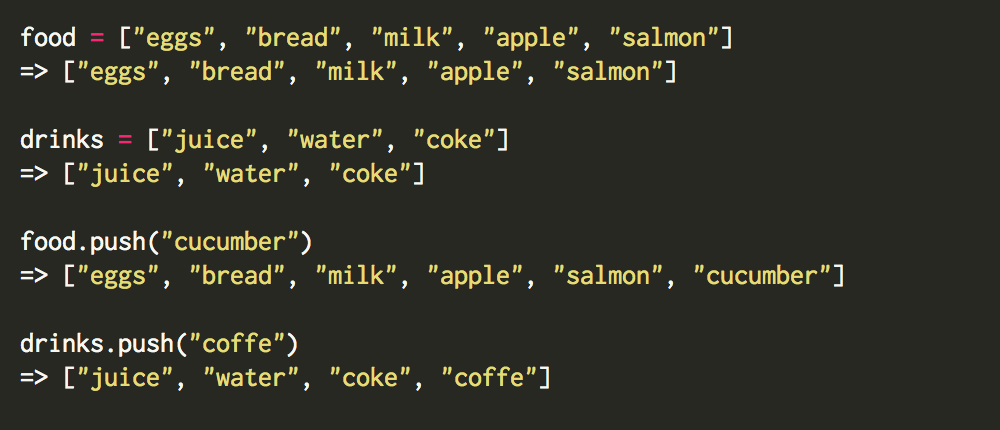 food = ["eggs", "bread", "milk", "apple", "salmon"]
=> ["eggs", "bread", "milk", "apple", "salmon"]
drinks = ["juice", "water", "coke"]
=> ["juice", "water", "coke"]
food.push("cucumber")
=> ["eggs", "bread", "milk", "apple", "salmon", "cucumber"]
drinks.push("coffe")
=> ["juice", "water", "coke", "coffe"]